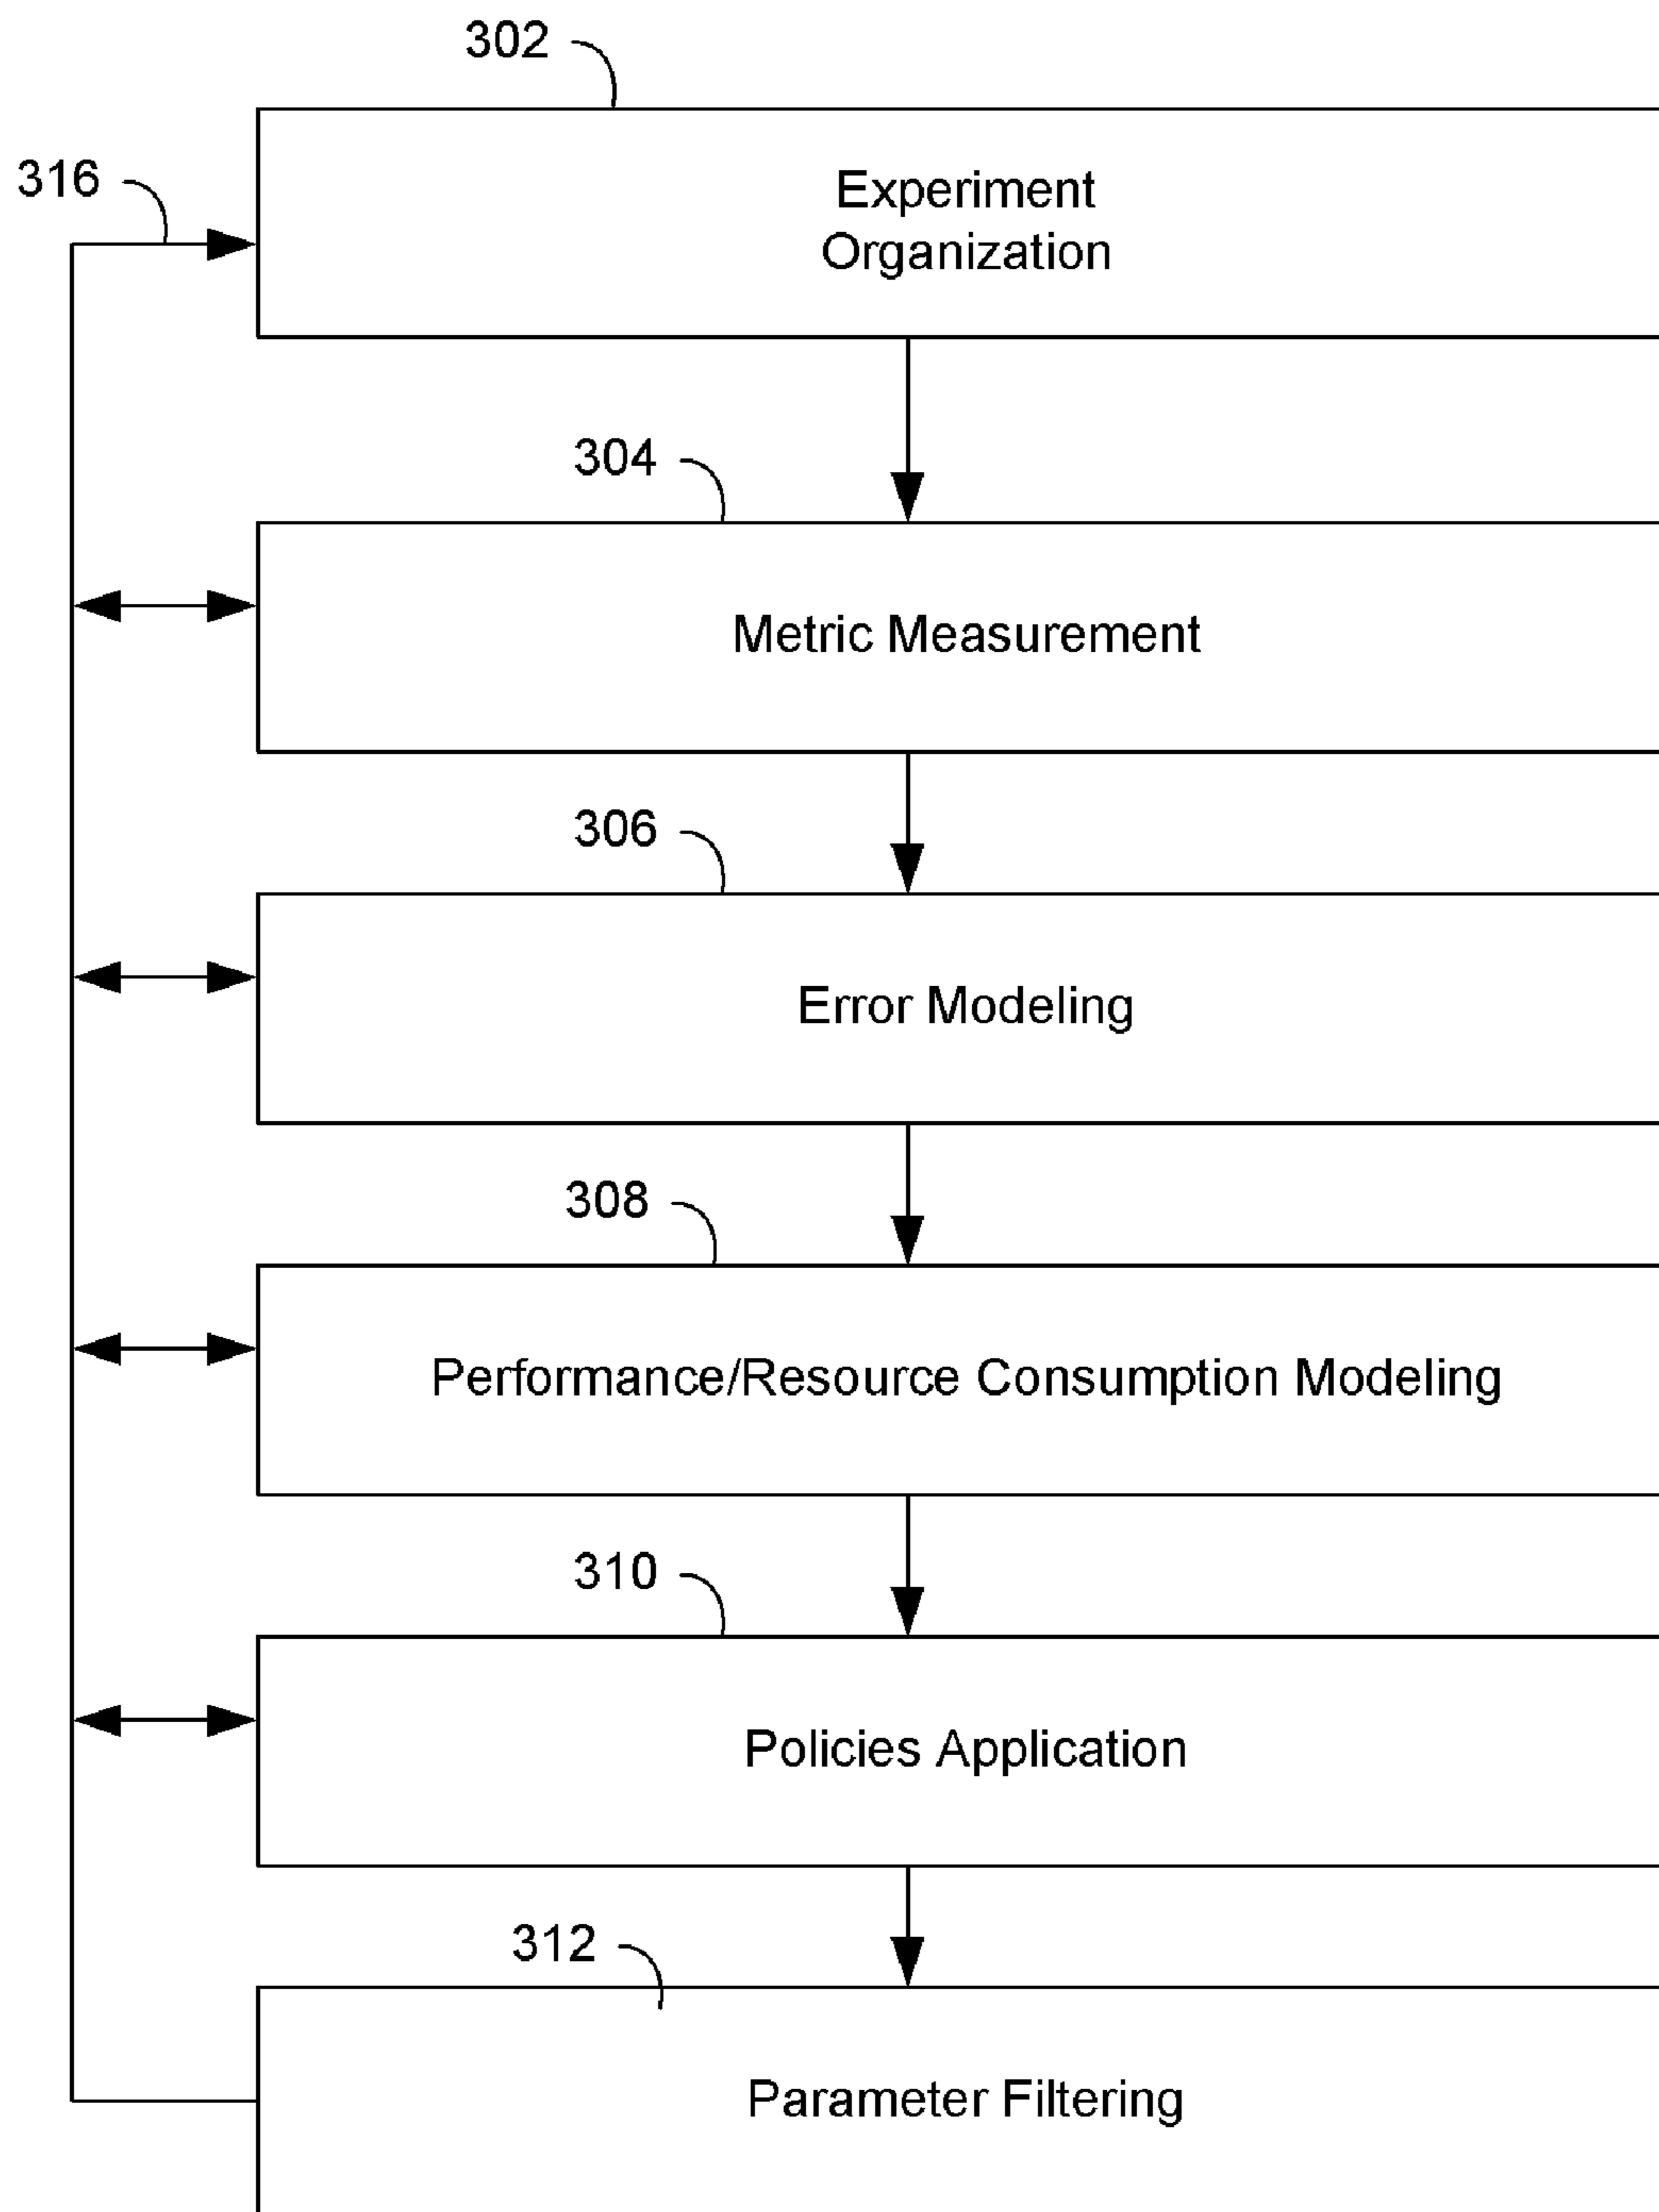 302
316
Experiment
Organization
304
Metric Measurement
306
Error Modeling
308
Performance/Resource Consumption Modeling
310
Policies Application
312
Parameter Filtering